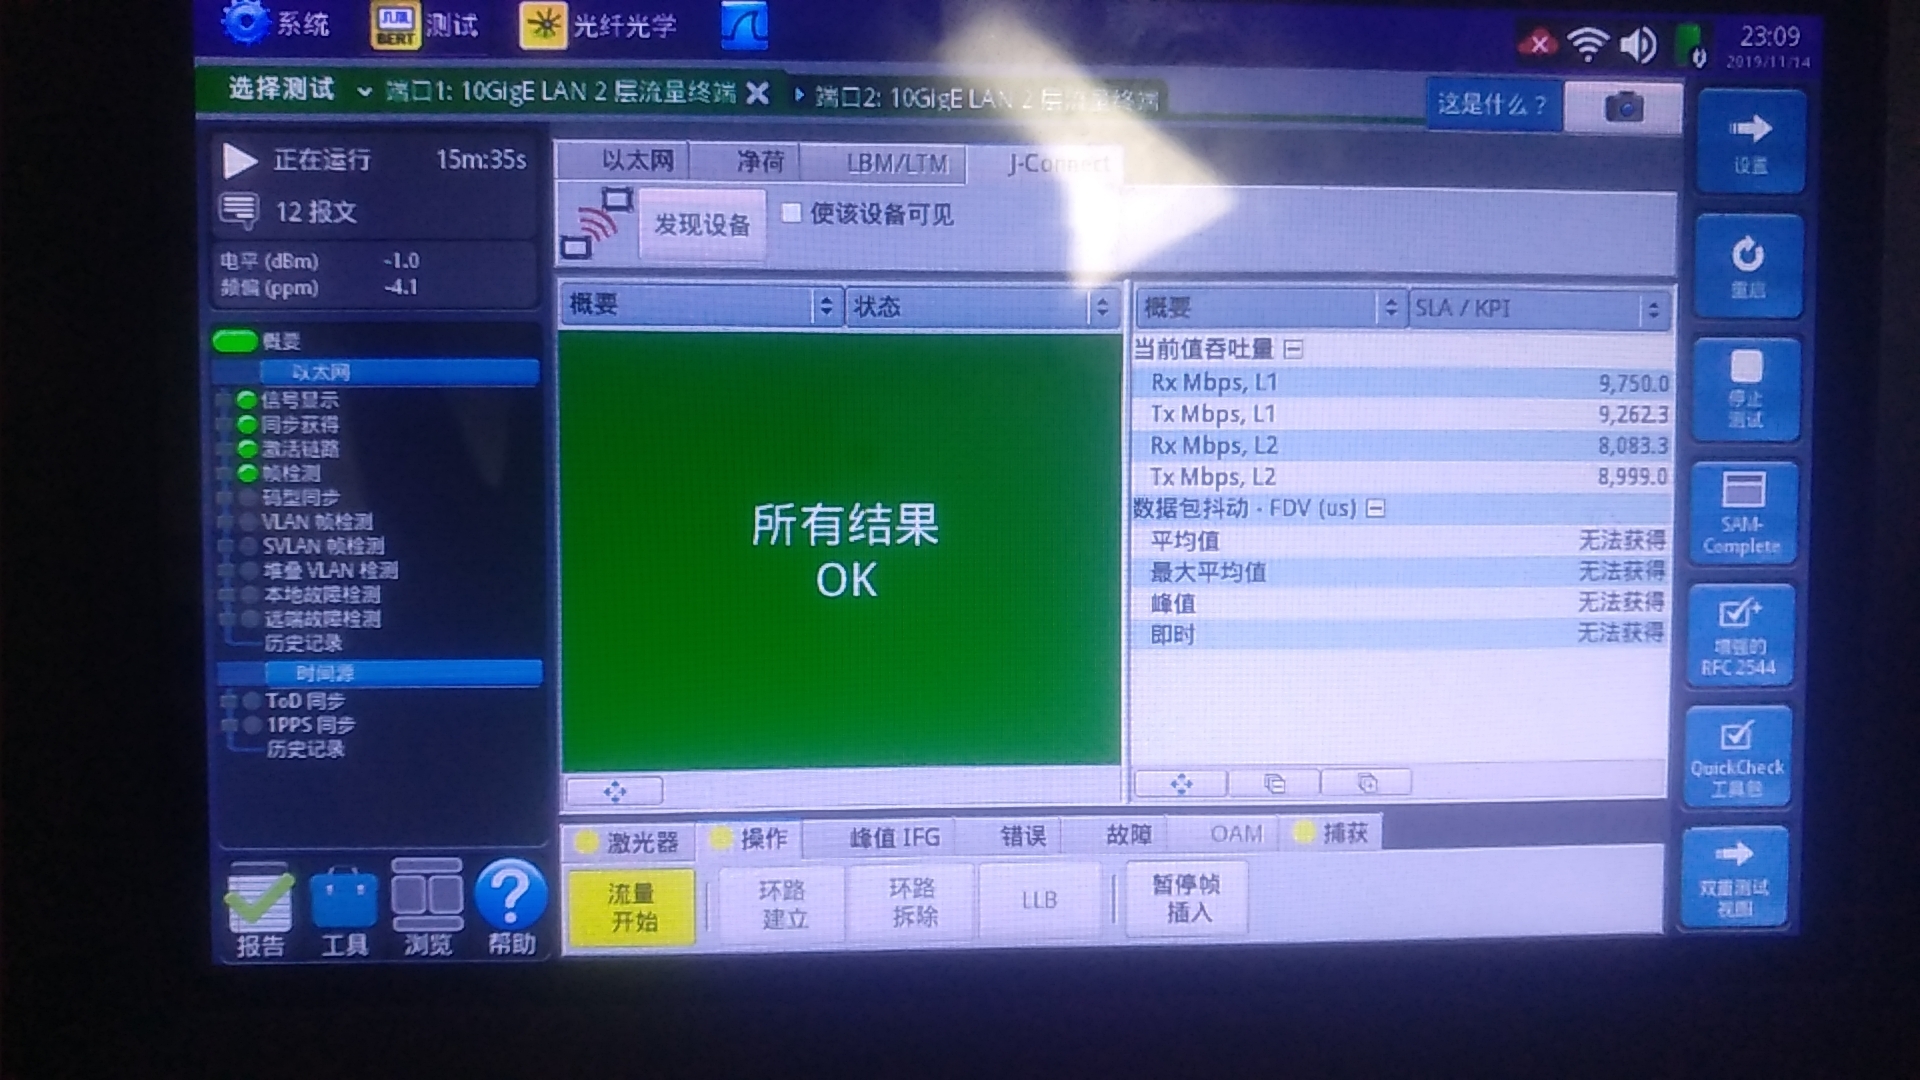 系统
BERT 测试
光纤光学
23:09
2019/11/14
选择测试
端口1: 10GigE LAN 2 层流量终端
端口2: 10GigE LAN 2 层流量终端
这是什么？
正在运行 15m:35s
12 报文
电平 (dBm) -1.0
频偏 (ppm) -4.1
概要
以太网
信号显示
同步获得
激活链路
帧检测
码型同步
VLAN 帧检测
SVLAN 帧检测
堆叠 VLAN 检测
本地故障检测
远端故障检测
历史记录
时间源
ToD 同步
1PPS 同步
历史记录
报告
工具
浏览
帮助
以太网
净荷
LBM/LTM
J-Connect
发现设备
使该设备可见
概要
状态
所有结果
OK
概要
SLA / KPI
当前值吞吐量
Rx Mbps, L1 9,750.0
Tx Mbps, L1 9,262.3
Rx Mbps, L2 8,083.3
Tx Mbps, L2 8,999.0
数据包抖动 - FDV (us)
平均值 无法获得
最大平均值 无法获得
峰值 无法获得
即时 无法获得
激光器
操作
峰值 IFG
错误
故障
OAM
捕获
流量
开始
环路
建立
环路
拆除
LLB
暂停帧
插入
设置
重启
停止
测试
SAM-
Complete
增强的
RFC 2544
QuickCheck
工具包
双重测试
视图